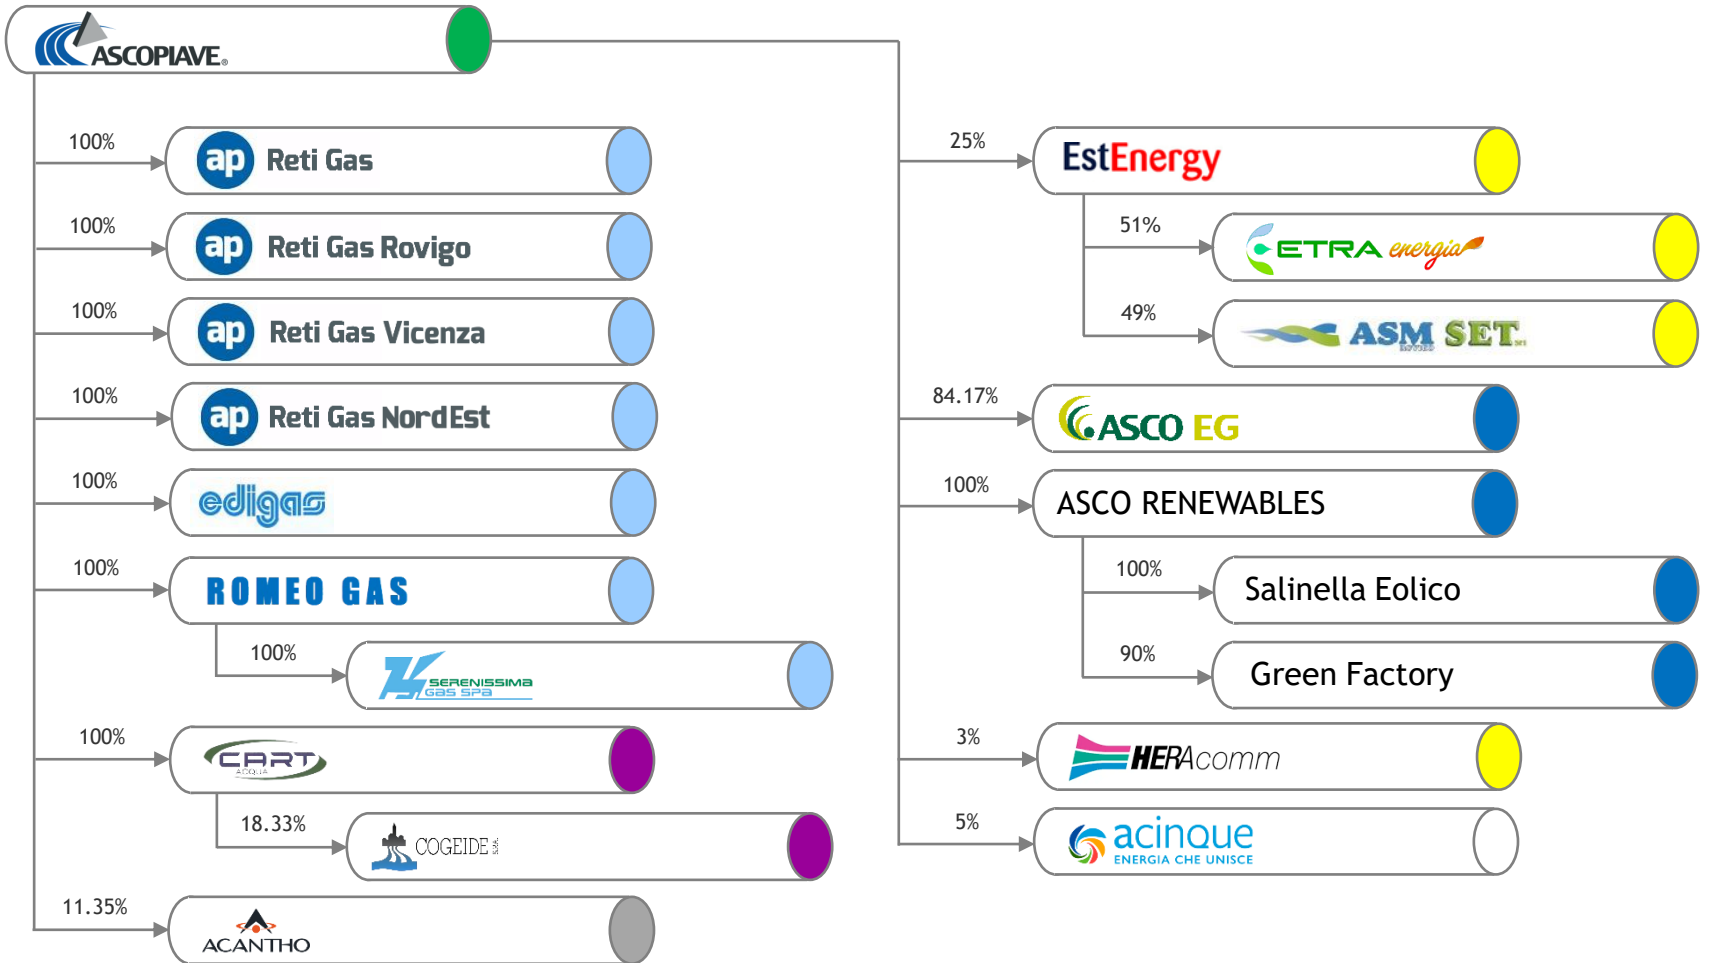 ASCOPIAVE®
100%
ap Reti Gas
100%
ap Reti Gas Rovigo
100%
ap Reti Gas Vicenza
100%
ap Reti Gas NordEst
100%
edigas
100%
ROMEO GAS
100%
SERENISSIMA
GAS SPA
100%
CART
ACQUA
18.33%
COGEIDE
11.35%
ACANTHO
25%
EstEnergy
51%
ETRA energia
49%
ASM SET
84.17%
ASCO EG
100%
ASCO RENEWABLES
100%
Salinella Eolico
90%
Green Factory
3%
HERAcomm
5%
acinque
ENERGIA CHE UNISCE